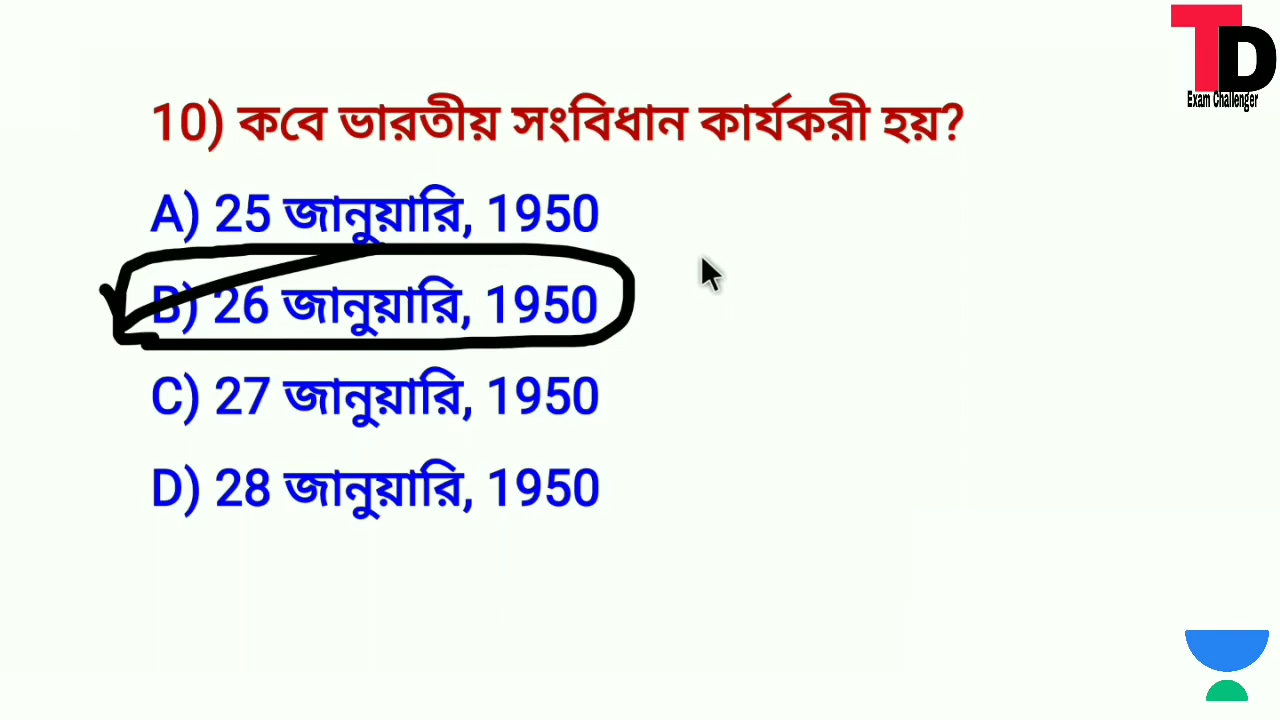 TD
Exam Challenger
10) কবে ভারতীয় সংবিধান কার্যকরী হয়?
A) 25 জানুয়ারি, 1950
B) 26 জানুয়ারি, 1950
C) 27 জানুয়ারি, 1950
D) 28 জানুয়ারি, 1950